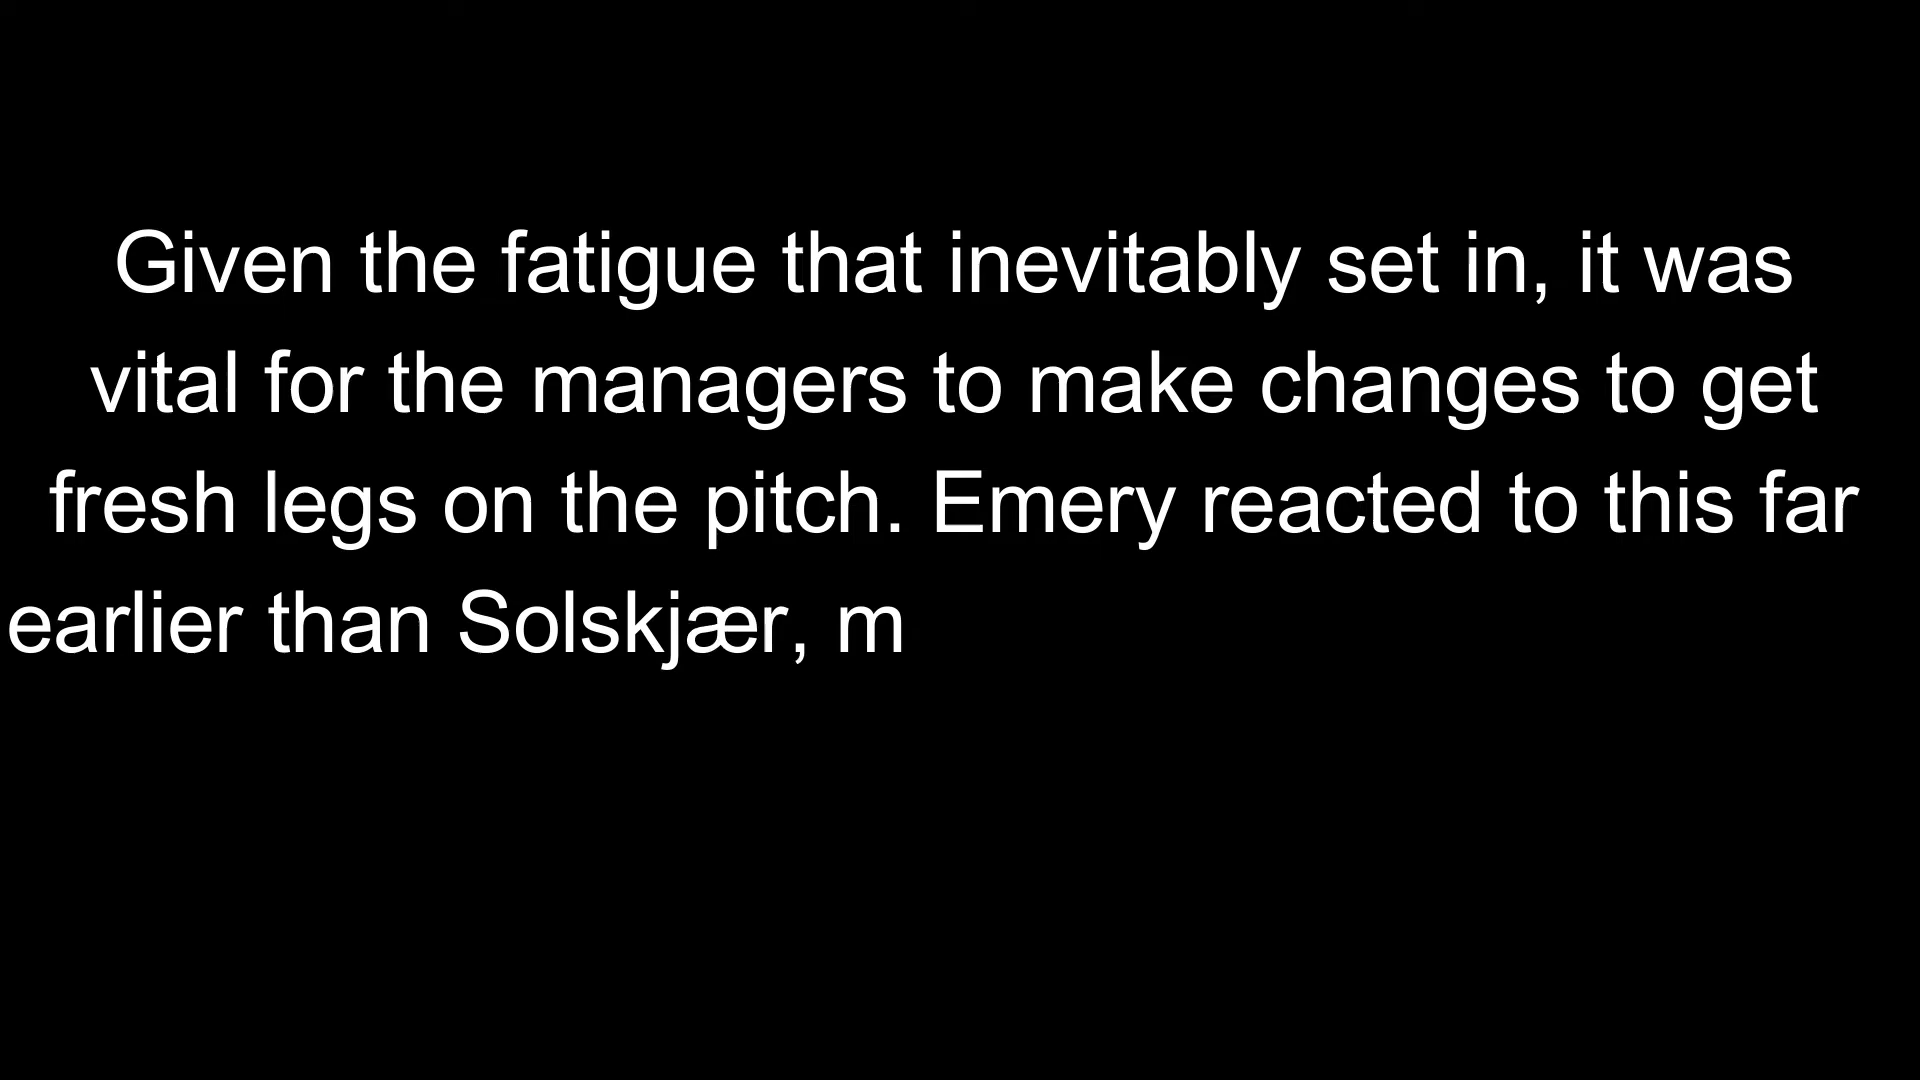 Given the fatigue that inevitably set in, it was
vital for the managers to make changes to get
fresh legs on the pitch. Emery reacted to this far
earlier than Solskjær, m